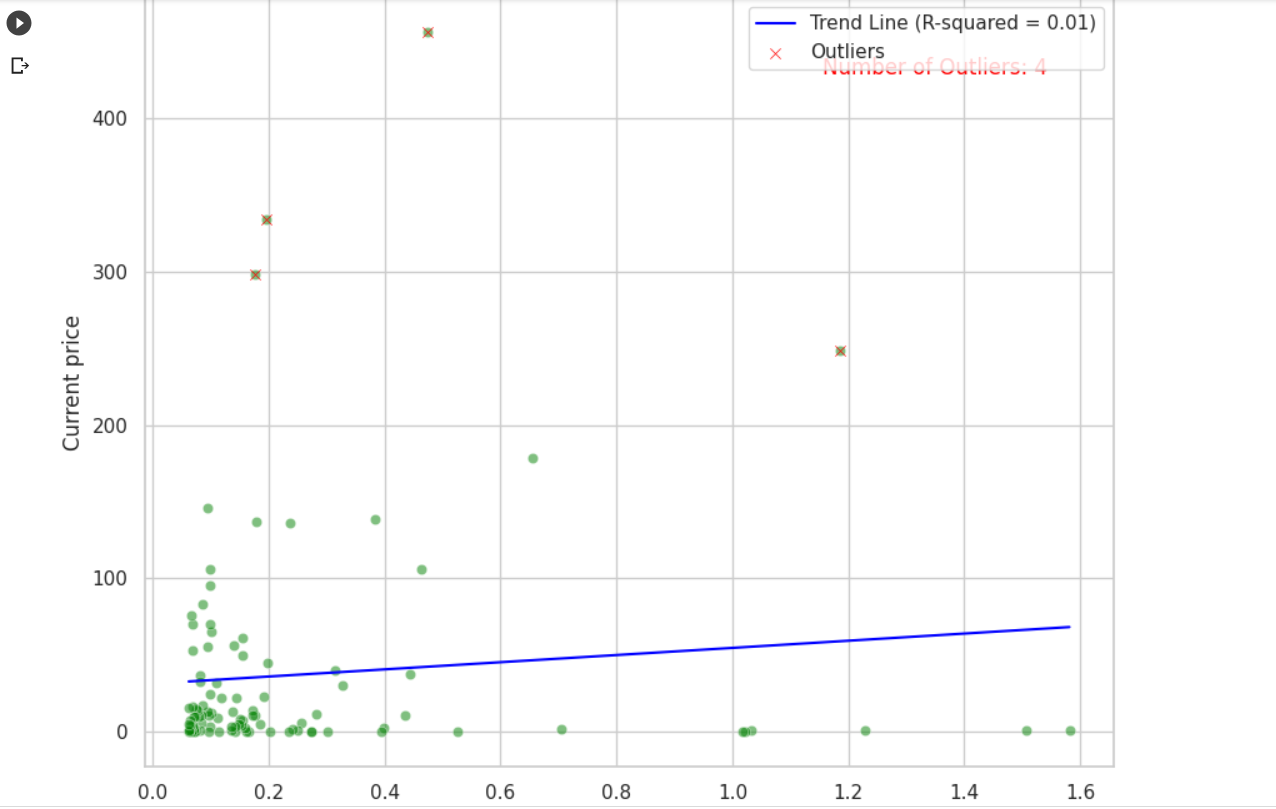 Trend Line (R-squared = 0.01)
Outliers
Number of Outliers: 4
400
300
200
100
0
Current price
0.0 0.2 0.4 0.6 0.8 1.0 1.2 1.4 1.6